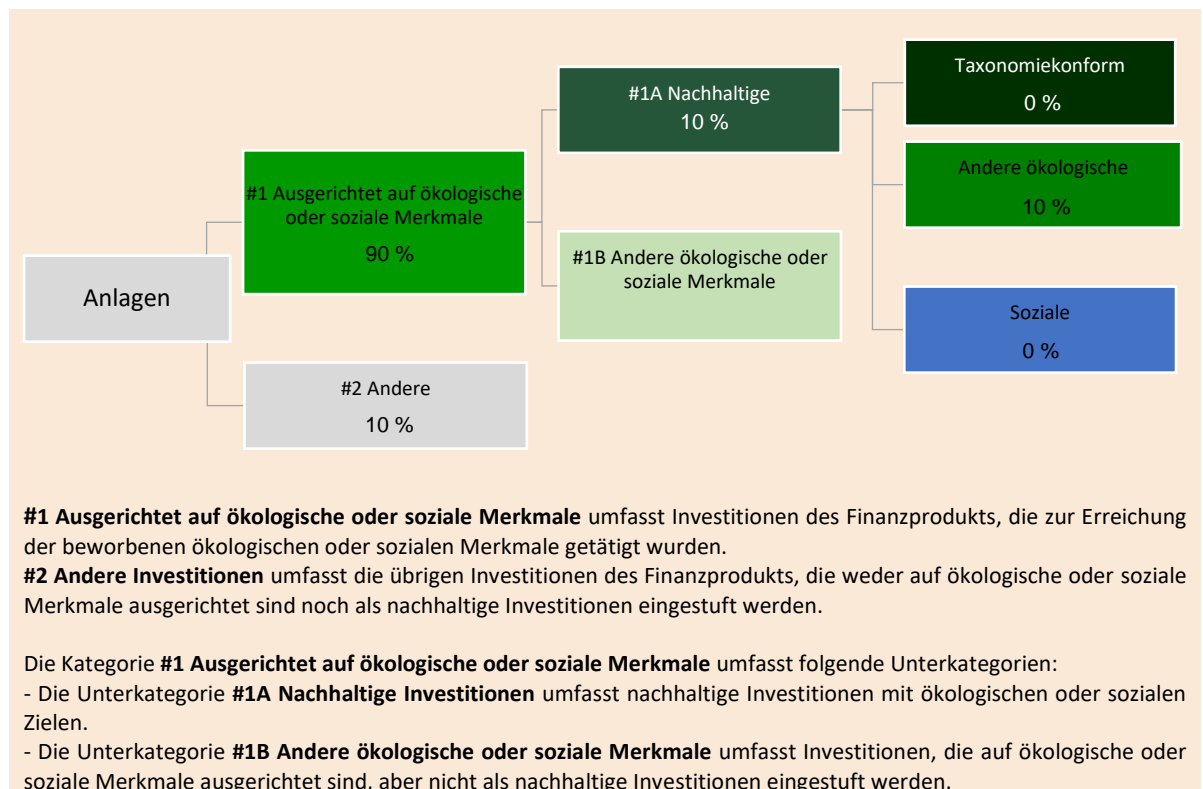 Anlagen
#1 Ausgerichtet auf ökologische
oder soziale Merkmale
90 %
#2 Andere
10 %
#1A Nachhaltige
10 %
#1B Andere ökologische oder
soziale Merkmale
Taxonomiekonform
0 %
Andere ökologische
10 %
Soziale
0 %
#1 Ausgerichtet auf ökologische oder soziale Merkmale umfasst Investitionen des Finanzprodukts, die zur Erreichung
der beworbenen ökologischen oder sozialen Merkmale getätigt wurden.
#2 Andere Investitionen umfasst die übrigen Investitionen des Finanzprodukts, die weder auf ökologische oder soziale
Merkmale ausgerichtet sind noch als nachhaltige Investitionen eingestuft werden.
Die Kategorie #1 Ausgerichtet auf ökologische oder soziale Merkmale umfasst folgende Unterkategorien:
- Die Unterkategorie #1A Nachhaltige Investitionen umfasst nachhaltige Investitionen mit ökologischen oder sozialen
Zielen.
- Die Unterkategorie #1B Andere ökologische oder soziale Merkmale umfasst Investitionen, die auf ökologische oder
soziale Merkmale ausgerichtet sind, aber nicht als nachhaltige Investitionen eingestuft werden.